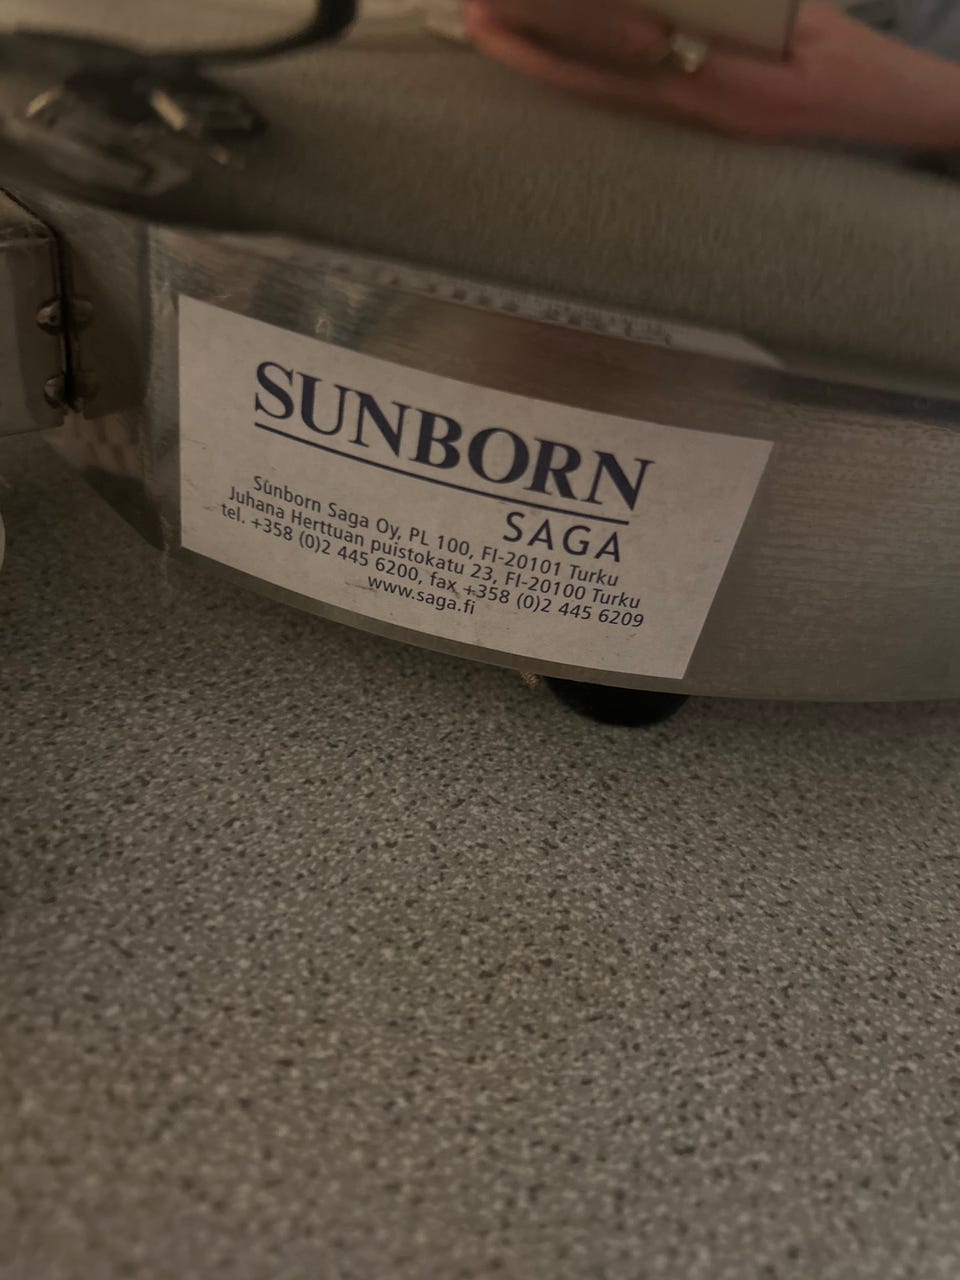 SUNBORN
SAGA
Sunborn Saga Oy, PL 100, FI-20101 Turku
Juhana Herttuan puistokatu 23, FI-20100 Turku
tel. +358 (0)2 445 6200, fax +358 (0)2 445 6209
www.saga.fi